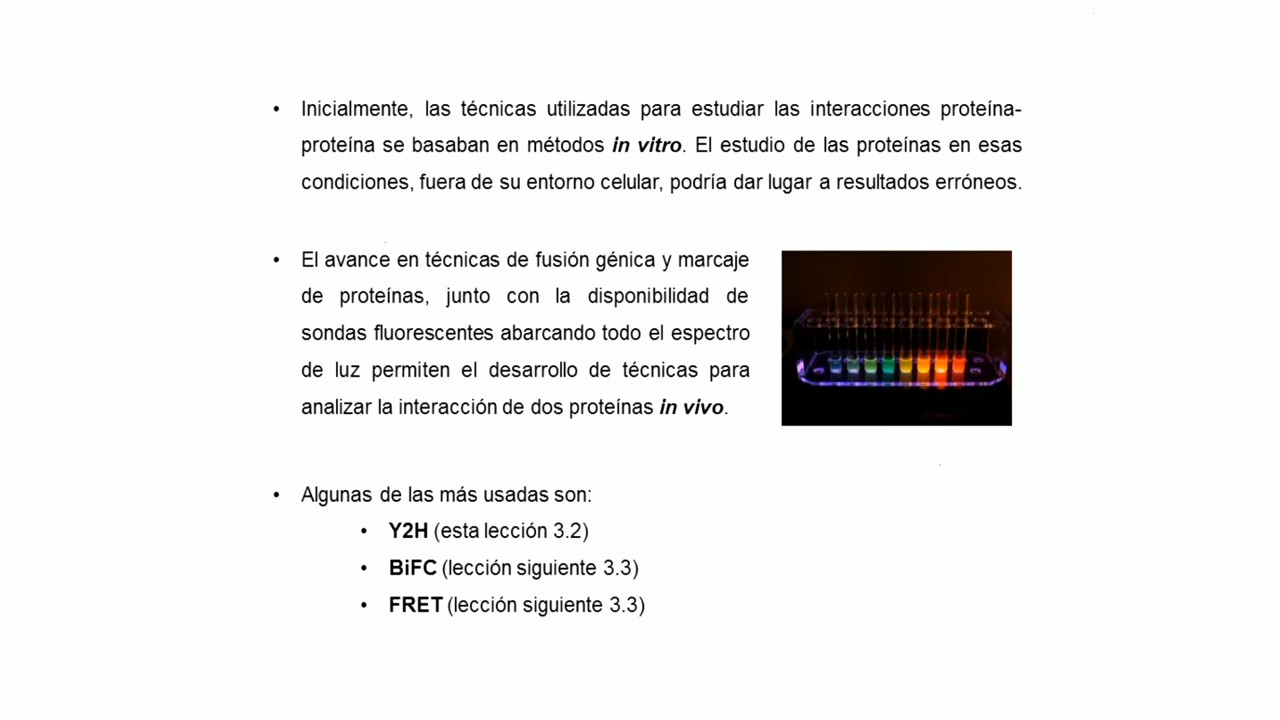 • Inicialmente, las técnicas utilizadas para estudiar las interacciones proteína-
proteína se basaban en métodos in vitro. El estudio de las proteínas en esas
condiciones, fuera de su entorno celular, podría dar lugar a resultados erróneos.
• El avance en técnicas de fusión génica y marcaje
de proteínas, junto con la disponibilidad de
sondas fluorescentes abarcando todo el espectro
de luz permiten el desarrollo de técnicas para
analizar la interacción de dos proteínas in vivo.
• Algunas de las más usadas son:
• Y2H (esta lección 3.2)
• BiFC (lección siguiente 3.3)
• FRET (lección siguiente 3.3)